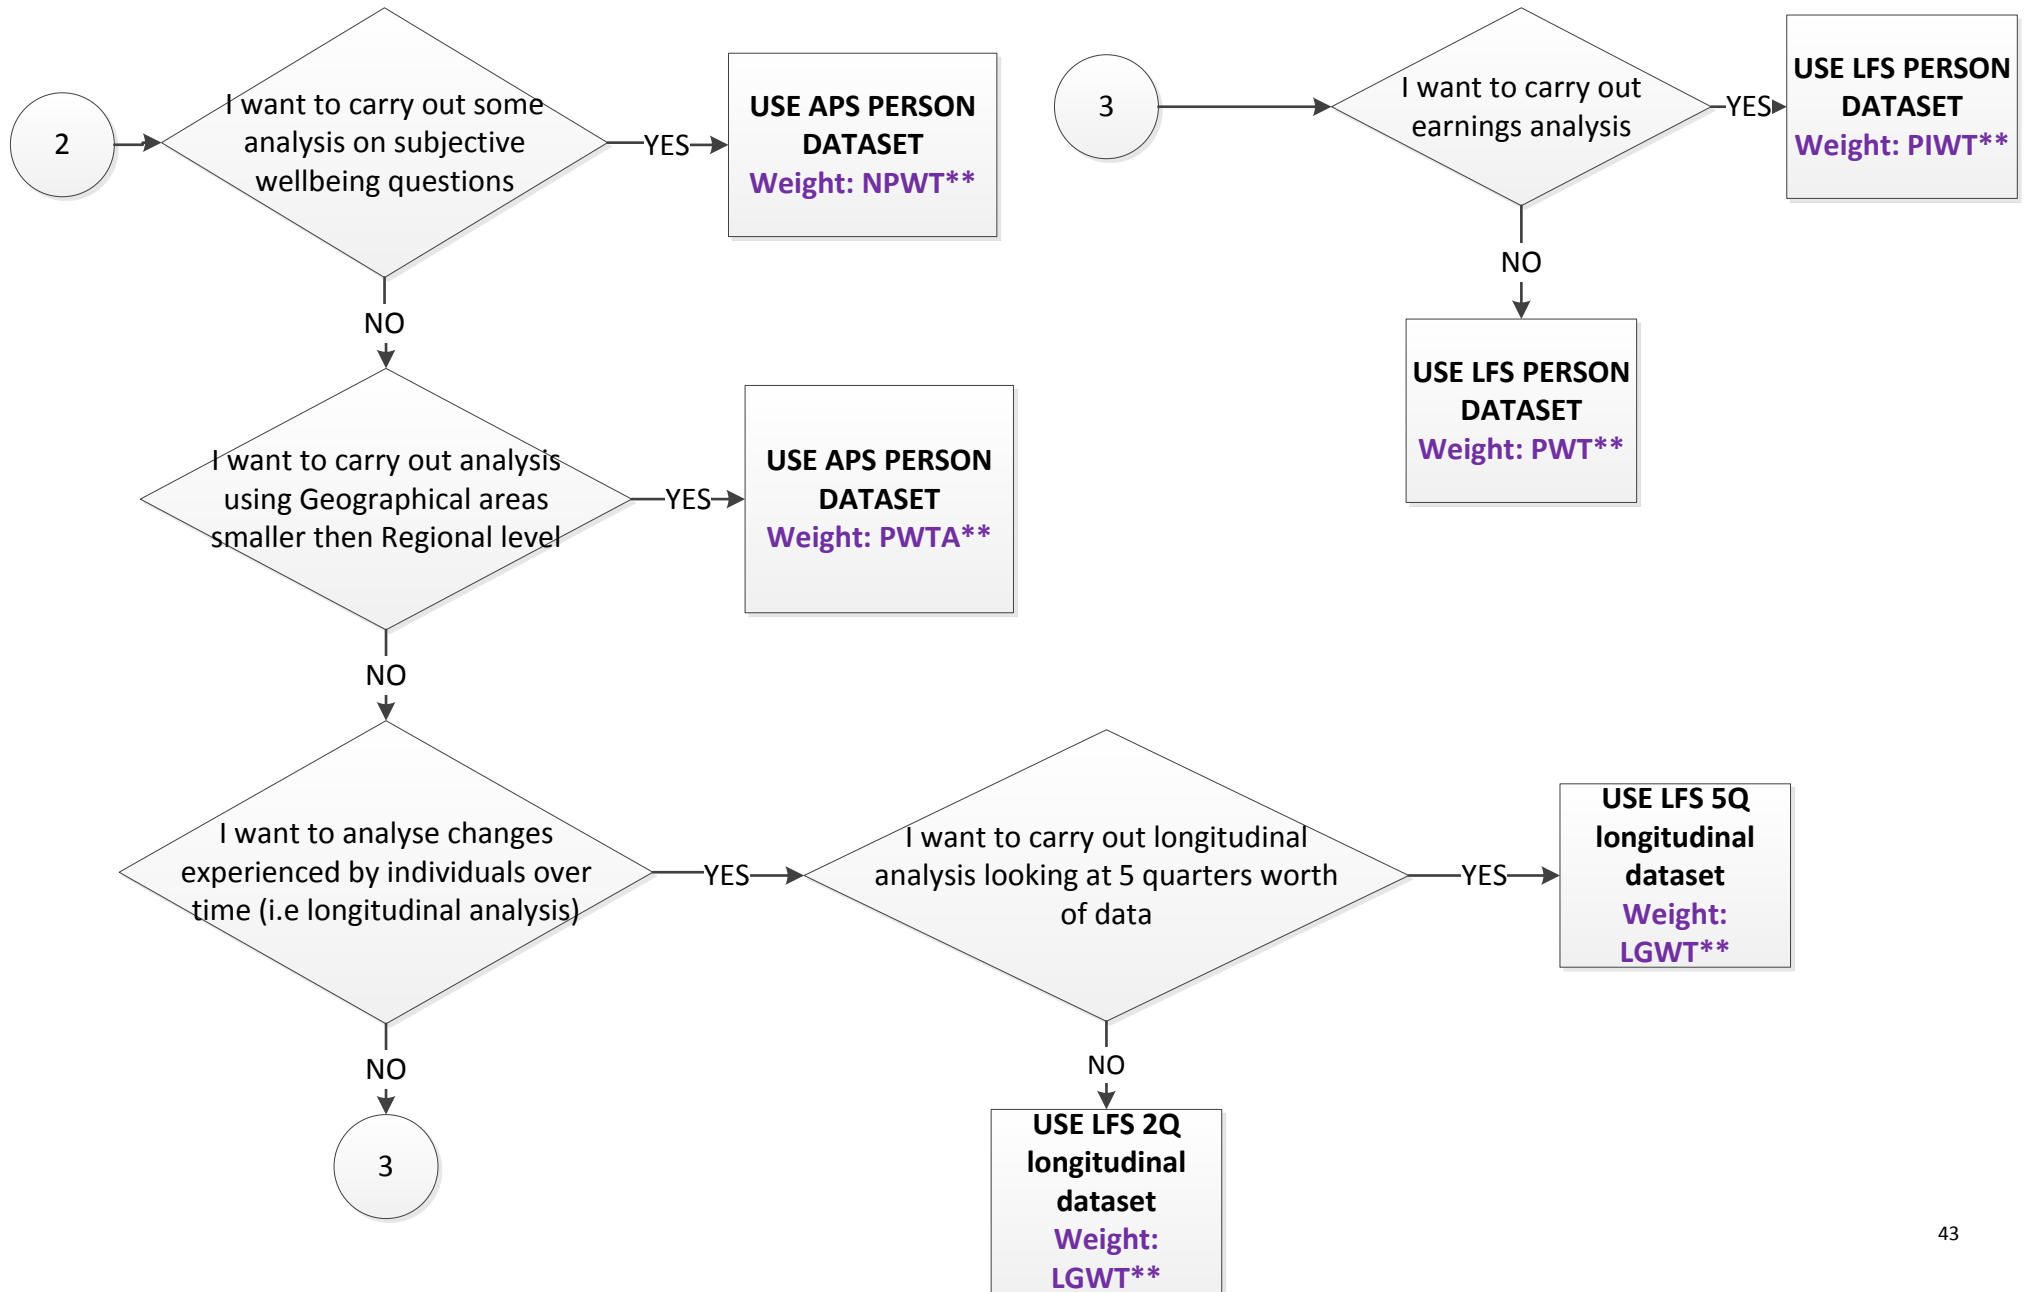 2
I want to carry out some
analysis on subjective
wellbeing questions
YES
USE APS PERSON
DATASET
Weight: NPWT**
NO
I want to carry out analysis
using Geographical areas
smaller then Regional level
YES
USE APS PERSON
DATASET
Weight: PWTA**
NO
I want to analyse changes
experienced by individuals over
time (i.e longitudinal analysis)
YES
I want to carry out longitudinal
analysis looking at 5 quarters worth
of data
YES
USE LFS 5Q
longitudinal
dataset
Weight:
LGWT**
NO
USE LFS 2Q
longitudinal
dataset
Weight:
LGWT**
NO
3
3
I want to carry out
earnings analysis
YES
USE LFS PERSON
DATASET
Weight: PIWT**
NO
USE LFS PERSON
DATASET
Weight: PWT**
43